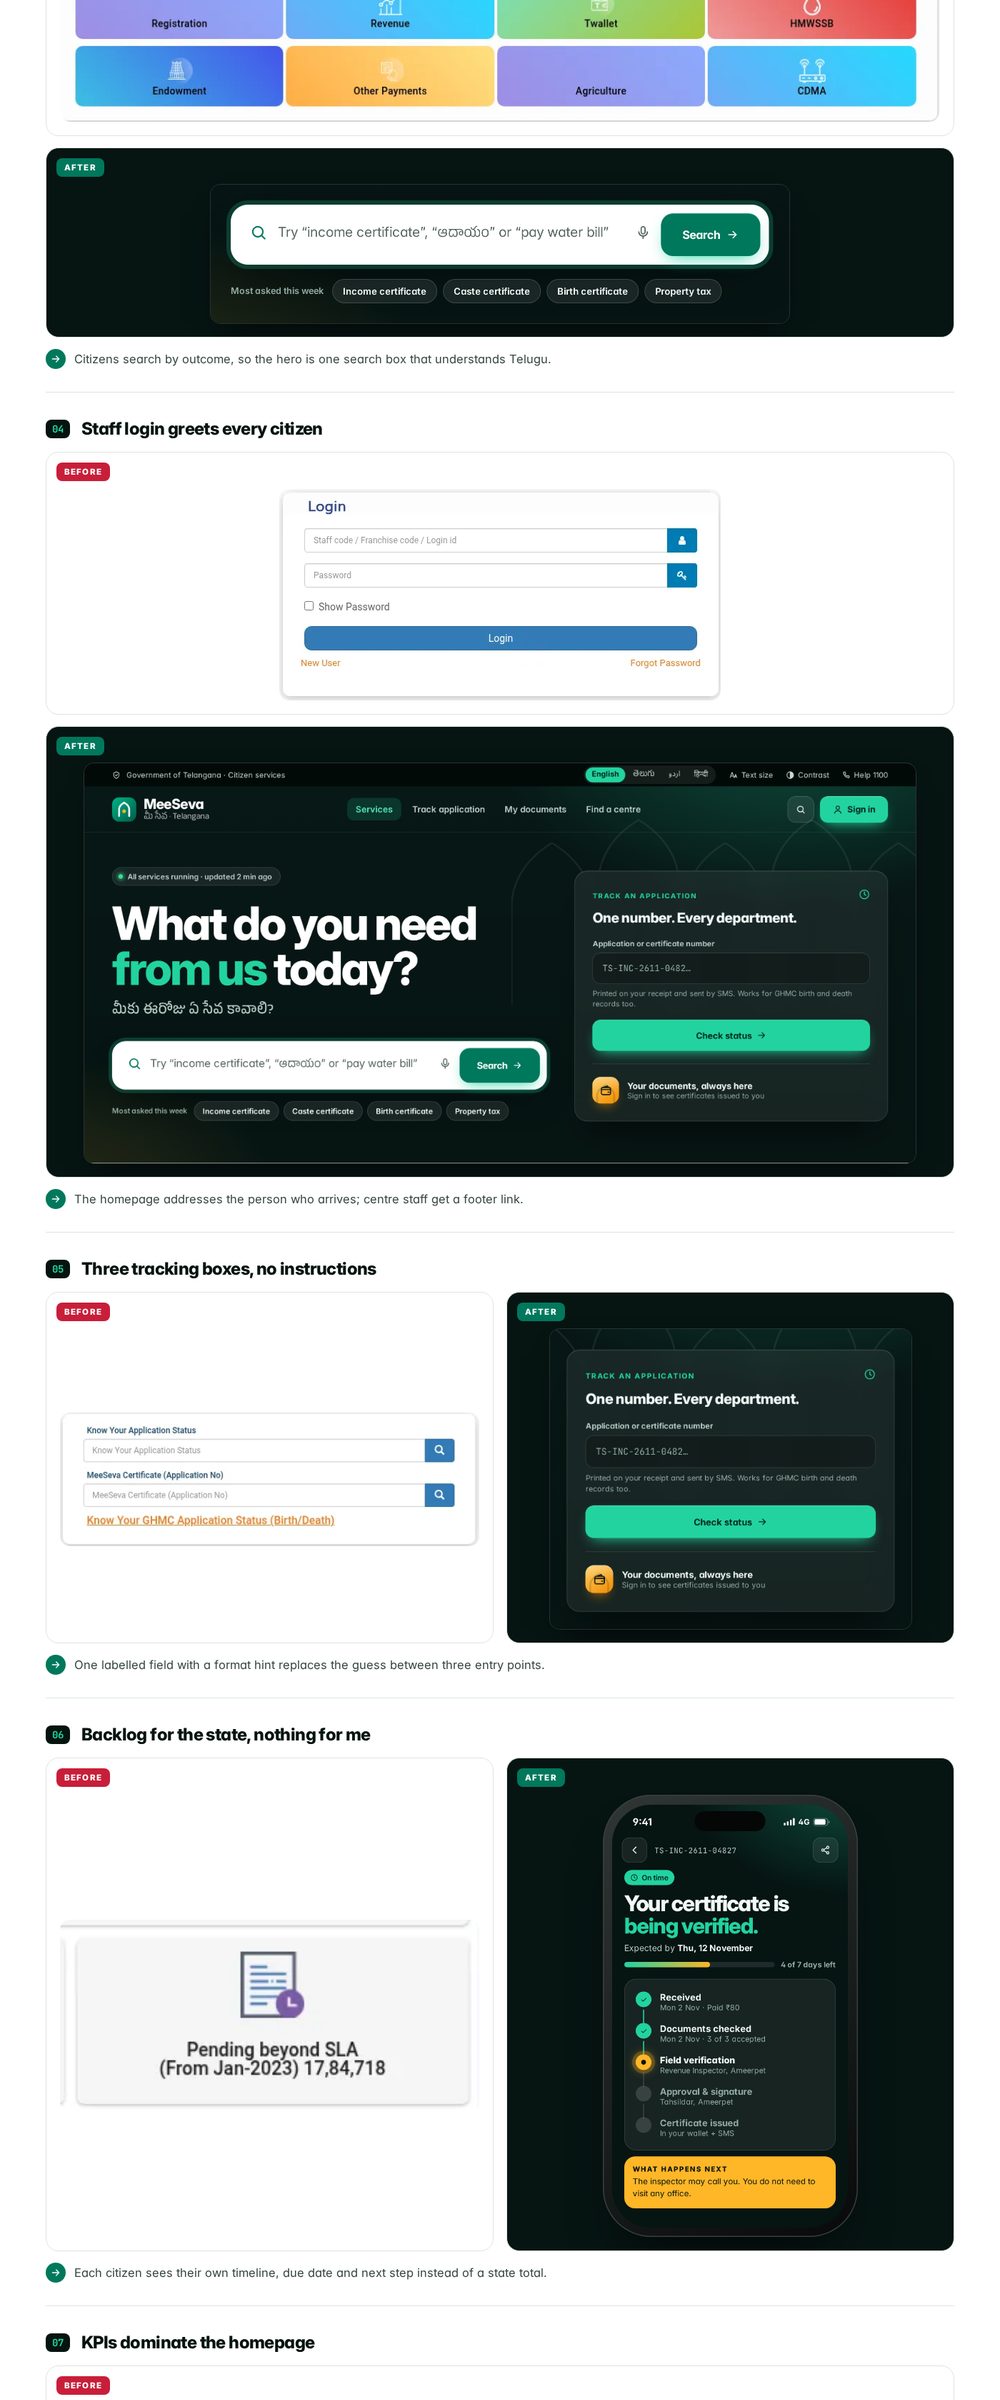 Registration
Revenue
Twallet
HMWSSB
Endowment
Other Payments
Agriculture
CDMA
AFTER
Try “income certificate”, “ఆదాయం” or “pay water bill”
Search →
Most asked this week Income certificate Caste certificate Birth certificate Property tax
→ Citizens search by outcome, so the hero is one search box that understands Telugu.
04 Staff login greets every citizen
BEFORE
Login
Staff code / Franchise code / Login id
Password
Show Password
Login
New User Forgot Password
AFTER
Government of Telangana · Citizen services
English తెలుగు اردو हिन्दी Aᴀ Text size Contrast Help 1100
MeeSeva
మీ సేవ · Telangana
Services Track application My documents Find a centre
Sign in
All services running · updated 2 min ago
What do you need
from us today?
మీకు ఈరోజు ఏ సేవ కావాలి?
Try “income certificate”, “ఆదాయం” or “pay water bill”
Search →
Most asked this week Income certificate Caste certificate Birth certificate Property tax
TRACK AN APPLICATION
One number. Every department.
Application or certificate number
TS-INC-2611-0482…
Printed on your receipt and sent by SMS. Works for GHMC birth and death
records too.
Check status →
Your documents, always here
Sign in to see certificates issued to you
→ The homepage addresses the person who arrives; centre staff get a footer link.
05 Three tracking boxes, no instructions
BEFORE
Know Your Application Status
Know Your Application Status
MeeSeva Certificate (Application No)
MeeSeva Certificate (Application No)
Know Your GHMC Application Status (Birth/Death)
AFTER
TRACK AN APPLICATION
One number. Every department.
Application or certificate number
TS-INC-2611-0482…
Printed on your receipt and sent by SMS. Works for GHMC birth and death
records too.
Check status →
Your documents, always here
Sign in to see certificates issued to you
→ One labelled field with a format hint replaces the guess between three entry points.
06 Backlog for the state, nothing for me
BEFORE
Pending beyond SLA
(From Jan-2023) 17,84,718
AFTER
9:41 4G
TS-INC-2611-04827
On time
Your certificate is
being verified.
Expected by Thu, 12 November
4 of 7 days left
Received
Mon 2 Nov · Paid ₹80
Documents checked
Mon 2 Nov · 3 of 3 accepted
Field verification
Revenue Inspector, Ameerpet
Approval & signature
Tahsildar, Ameerpet
Certificate issued
In your wallet + SMS
WHAT HAPPENS NEXT
The inspector may call you. You do not need to
visit any office.
→ Each citizen sees their own timeline, due date and next step instead of a state total.
07 KPIs dominate the homepage
BEFORE